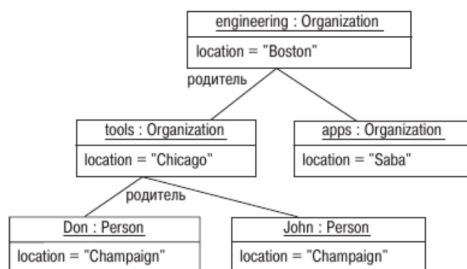 engineering : Organization
location = "Boston"
родитель
tools : Organization
location = "Chicago"
apps : Organization
location = "Saba"
родитель
Don : Person
location = "Champaign"
John : Person
location = "Champaign"